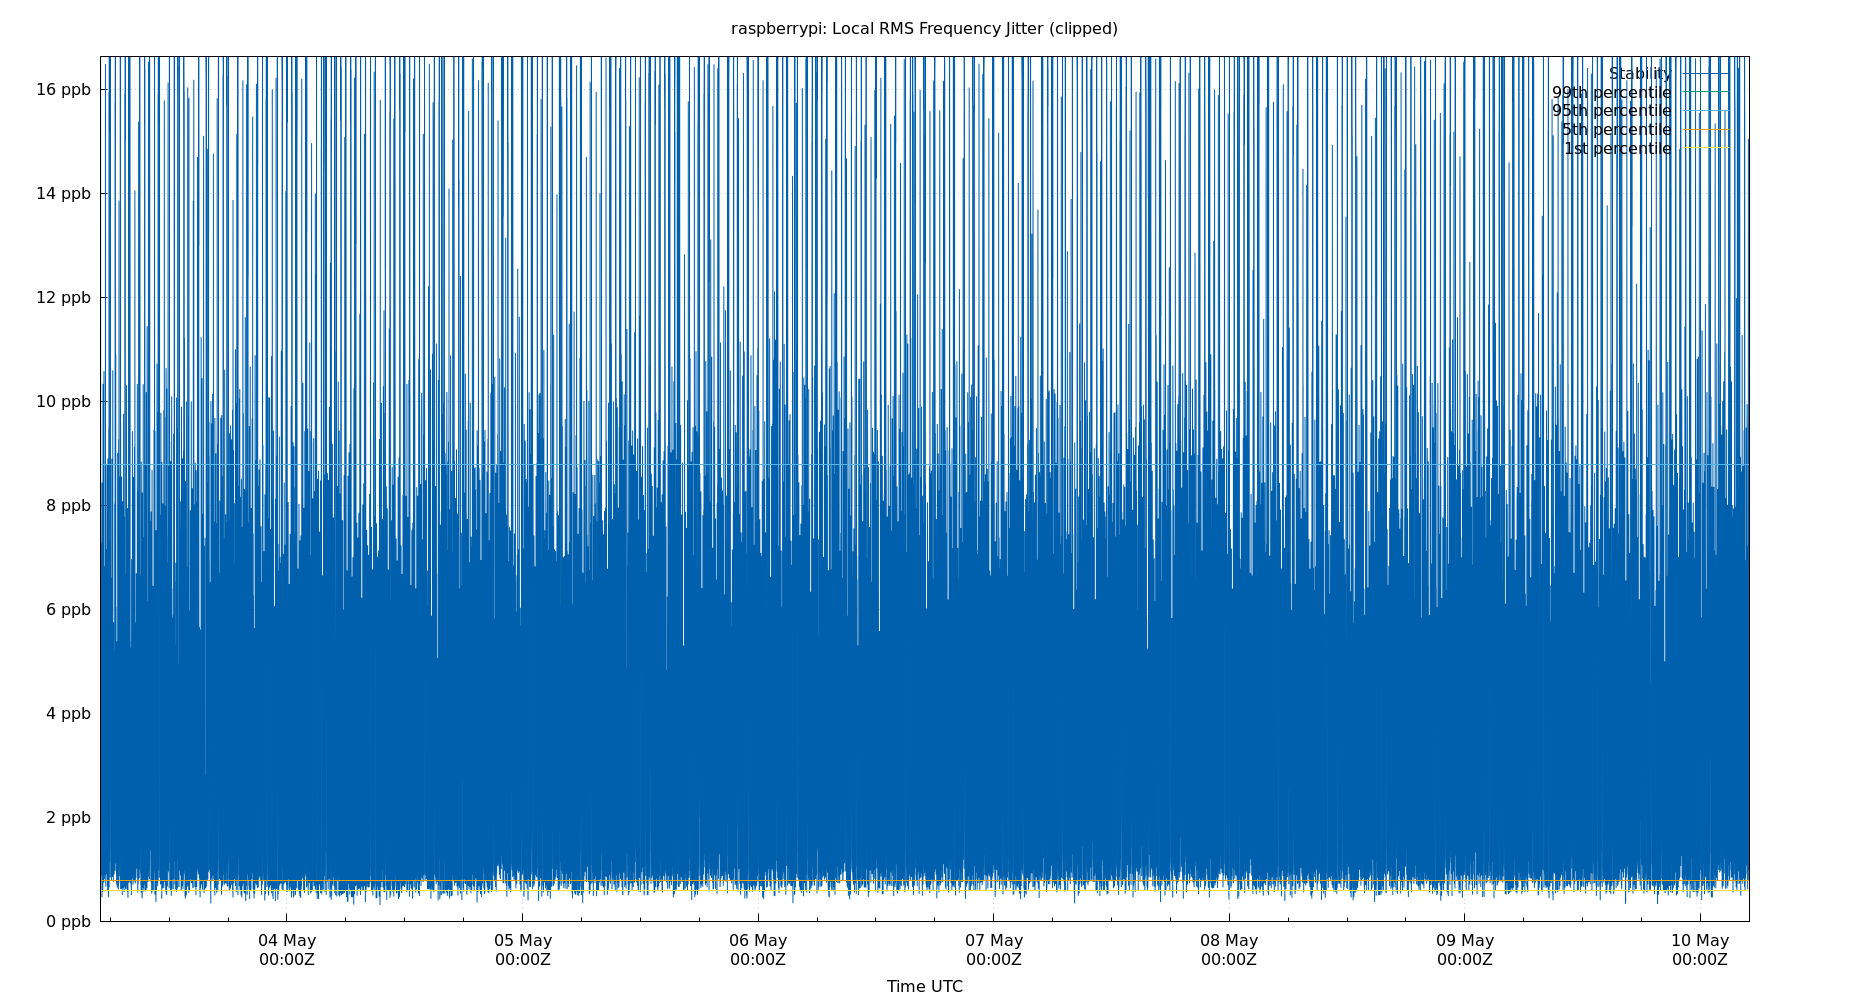 raspberrypi: Local RMS Frequency Jitter (clipped)
16 ppb
14 ppb
12 ppb
10 ppb
8 ppb
6 ppb
4 ppb
2 ppb
0 ppb
Stability
99th percentile
95th percentile
5th percentile
1st percentile
04 May
00:00Z
05 May
00:00Z
06 May
00:00Z
07 May
00:00Z
08 May
00:00Z
09 May
00:00Z
10 May
00:00Z
Time UTC